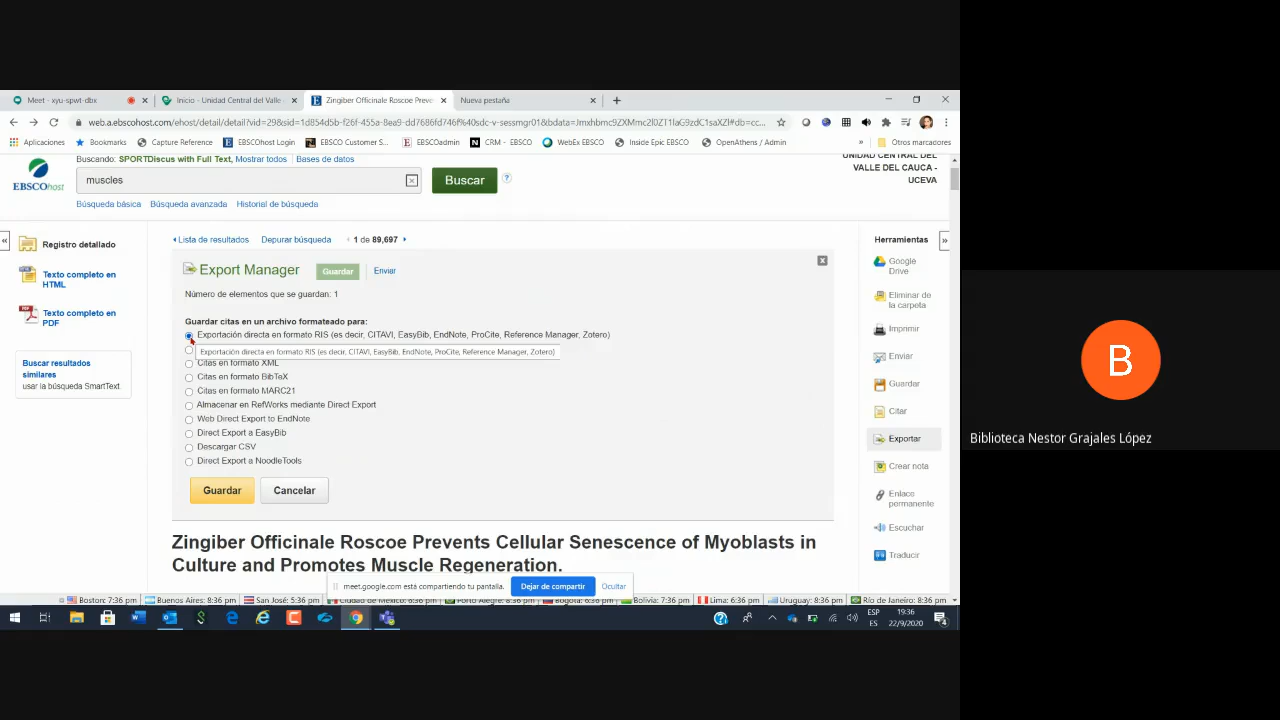 Meet - xyu-spwt-dbx
Inicio - Unidad Central del Valle
Zingiber Officinale Roscoe Preve
Nueva pestaña
web.a.ebscohost.com/ehost/detail/detail?vid=29&sid=1d854d5b-f26f-455a-8ea9-dd7686fd746f%40sdc-v-sessmgr01&bdata=
Aplicaciones
Bookmarks
Capture Reference
EBSCOhost Login
EBSCO Customer S...
EBSCOadmin
CRM - EBSCO
WebEx EBSCO
Inside Epic EBSCO
OpenAthens / Admin
»
Otros marcadores
EBSCOhost
Buscando: SPORTDiscus with Full Text, Mostrar todos | Bases de datos
muscles
Buscar
?
Búsqueda básica Búsqueda avanzada Historial de búsqueda
UNIDAD CENTRAL DEL
VALLE DEL CAUCA -
UCEVA
«
Registro detallado
Texto completo en
HTML
Texto completo en
PDF
Buscar resultados
similares
usar la búsqueda SmartText.
Lista de resultados Depurar búsqueda 1 de 89,697
Export Manager
Guardar
Enviar
Número de elementos que se guardan: 1
Guardar citas en un archivo formateado para:
Exportación directa en formato RIS (es decir, CITAVI, EasyBib, EndNote, ProCite, Reference Manager, Zotero)
Exportación directa en formato RIS (es decir, CITAVI, EasyBib, EndNote, ProCite, Reference Manager, Zotero)
Citas en formato XML
Citas en formato BibTeX
Citas en formato MARC21
Almacenar en RefWorks mediante Direct Export
Web Direct Export to EndNote
Direct Export a EasyBib
Descargar CSV
Direct Export a NoodleTools
Guardar
Cancelar
Zingiber Officinale Roscoe Prevents Cellular Senescence of Myoblasts in
Culture and Promotes Muscle Regeneration.
Herramientas
»
Google
Drive
Eliminar de
la carpeta
Imprimir
Enviar
Guardar
Citar
Exportar
Crear nota
Enlace
permanente
Escuchar
Traducir
meet.google.com está compartiendo tu pantalla.
Dejar de compartir
Ocultar
Boston: 7:36 pm
Buenos Aires: 8:36 pm
San José: 5:36 pm
Ciudad de México: 6:36 pm
Porto Alegre: 8:36 pm
Bogotá: 6:36 pm
Bolivia: 7:36 pm
Lima: 6:36 pm
Uruguay: 8:36 pm
Río de Janeiro: 8:36 pm
ESP
ES
19:36
22/9/2020
4
B
Biblioteca Nestor Grajales López